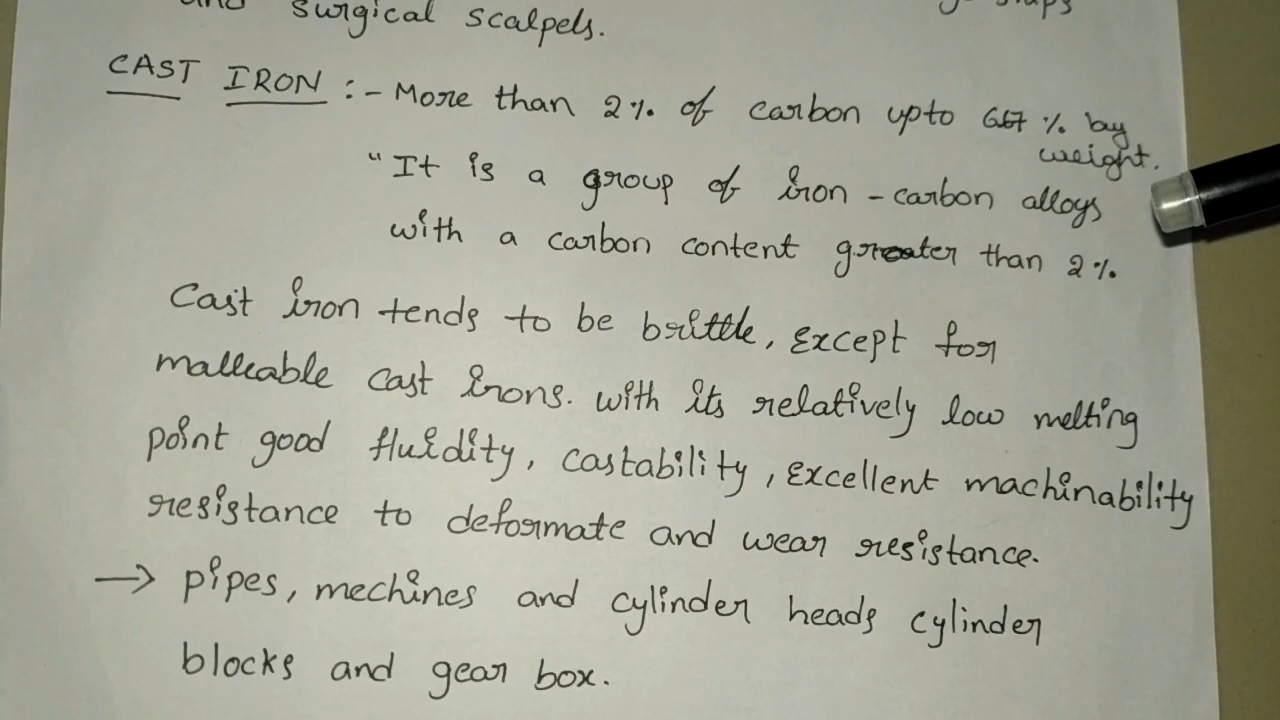 and surgical scalpels.
CAST IRON :- More than 2% of carbon upto 6.67 % by
weight.
"It is a group of iron - carbon alloys
with a carbon content greater than 2%.
Cast iron tends to be brittle, except for
malleable cast irons. with its relatively low melting
point good fluidity, castability, excellent machinability
resistance to deformate and wear resistance.
→ pipes, mechines and cylinder heads cylinder
blocks and gear box.